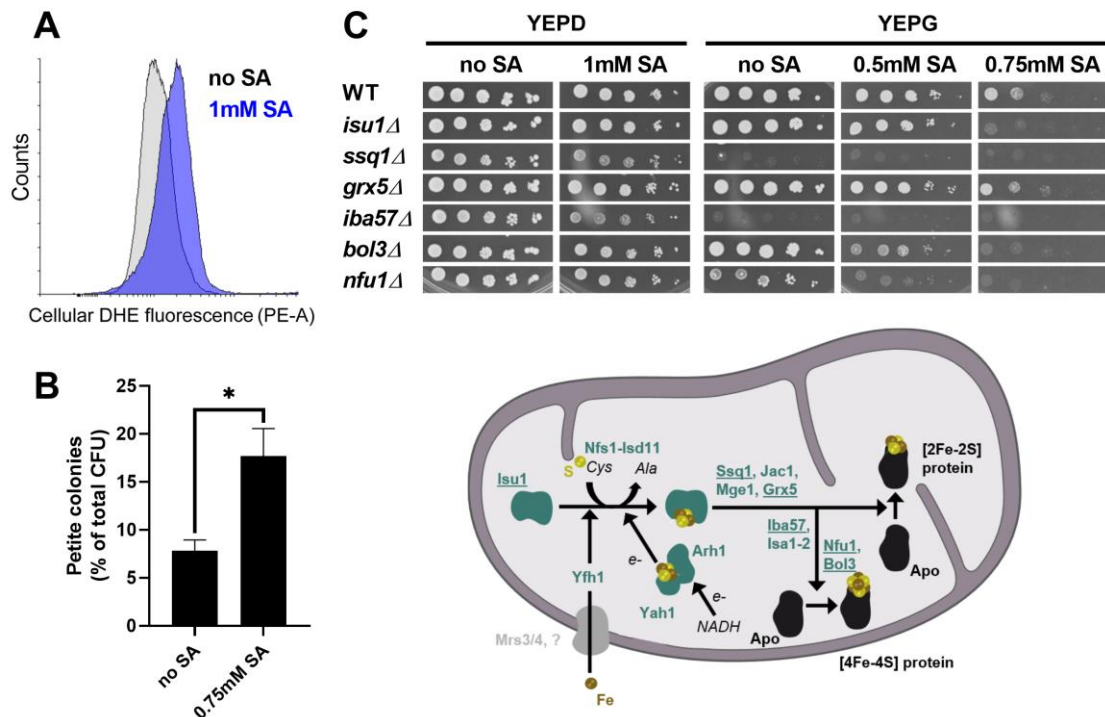 A
no SA
1mM SA
Counts
Cellular DHE fluorescence (PE-A)
B
25
20
15
10
5
0
*
Petite colonies
(% of total CFU)
no SA
0.75mM SA
C
YEPD YEPG
no SA 1mM SA no SA 0.5mM SA 0.75mM SA
WT
isu1Δ
ssq1Δ
grx5Δ
iba57Δ
bol3Δ
nfu1Δ
Nfs1-Isd11
S Cys Ala
Isu1
Ssq1, Jac1,
Mge1, Grx5
[2Fe-2S]
protein
Iba57,
Isa1-2
Nfu1,
Bol3
Apo
Yfh1
e-
Arh1
Yah1
e-
NADH
Apo
Mrs3/4, ?
[4Fe-4S] protein
Fe